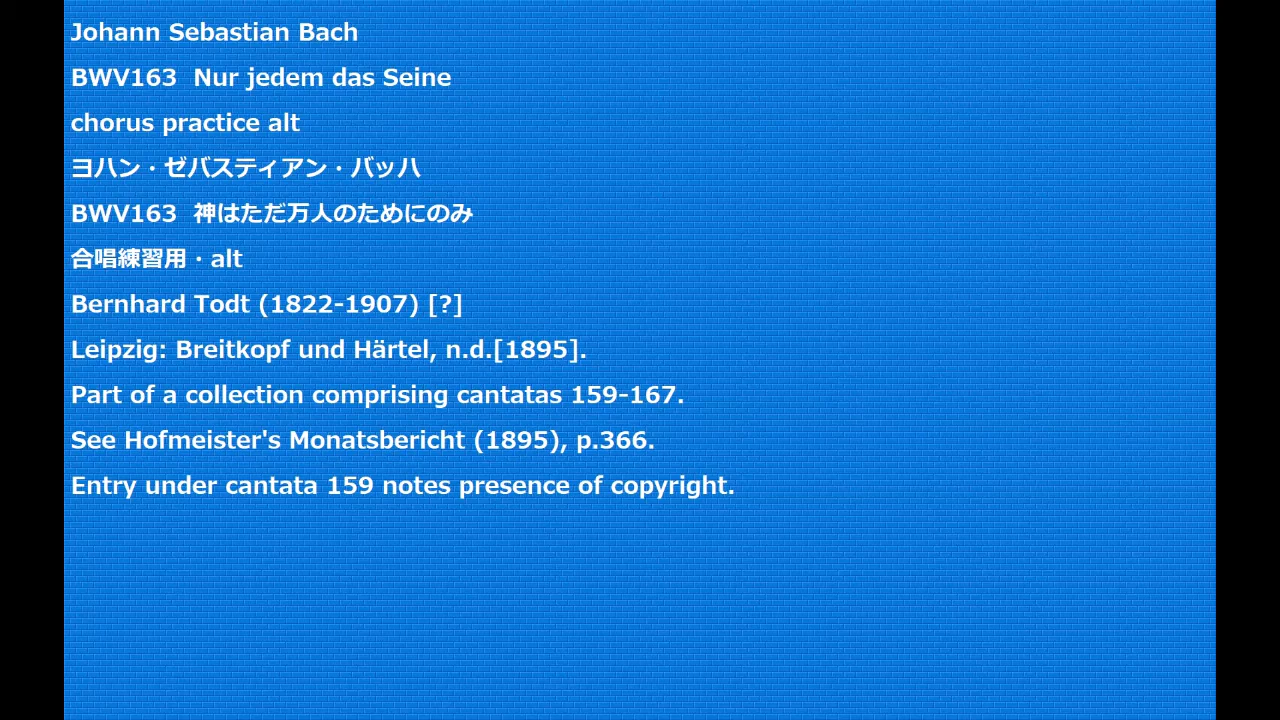 Johann Sebastian Bach
BWV163  Nur jedem das Seine
chorus practice alt
ヨハン・ゼバスティアン・バッハ
BWV163  神はただ万人のためにのみ
合唱練習用・alt
Bernhard Todt (1822-1907) [?]
Leipzig: Breitkopf und Härtel, n.d.[1895].
Part of a collection comprising cantatas 159-167.
See Hofmeister's Monatsbericht (1895), p.366.
Entry under cantata 159 notes presence of copyright.